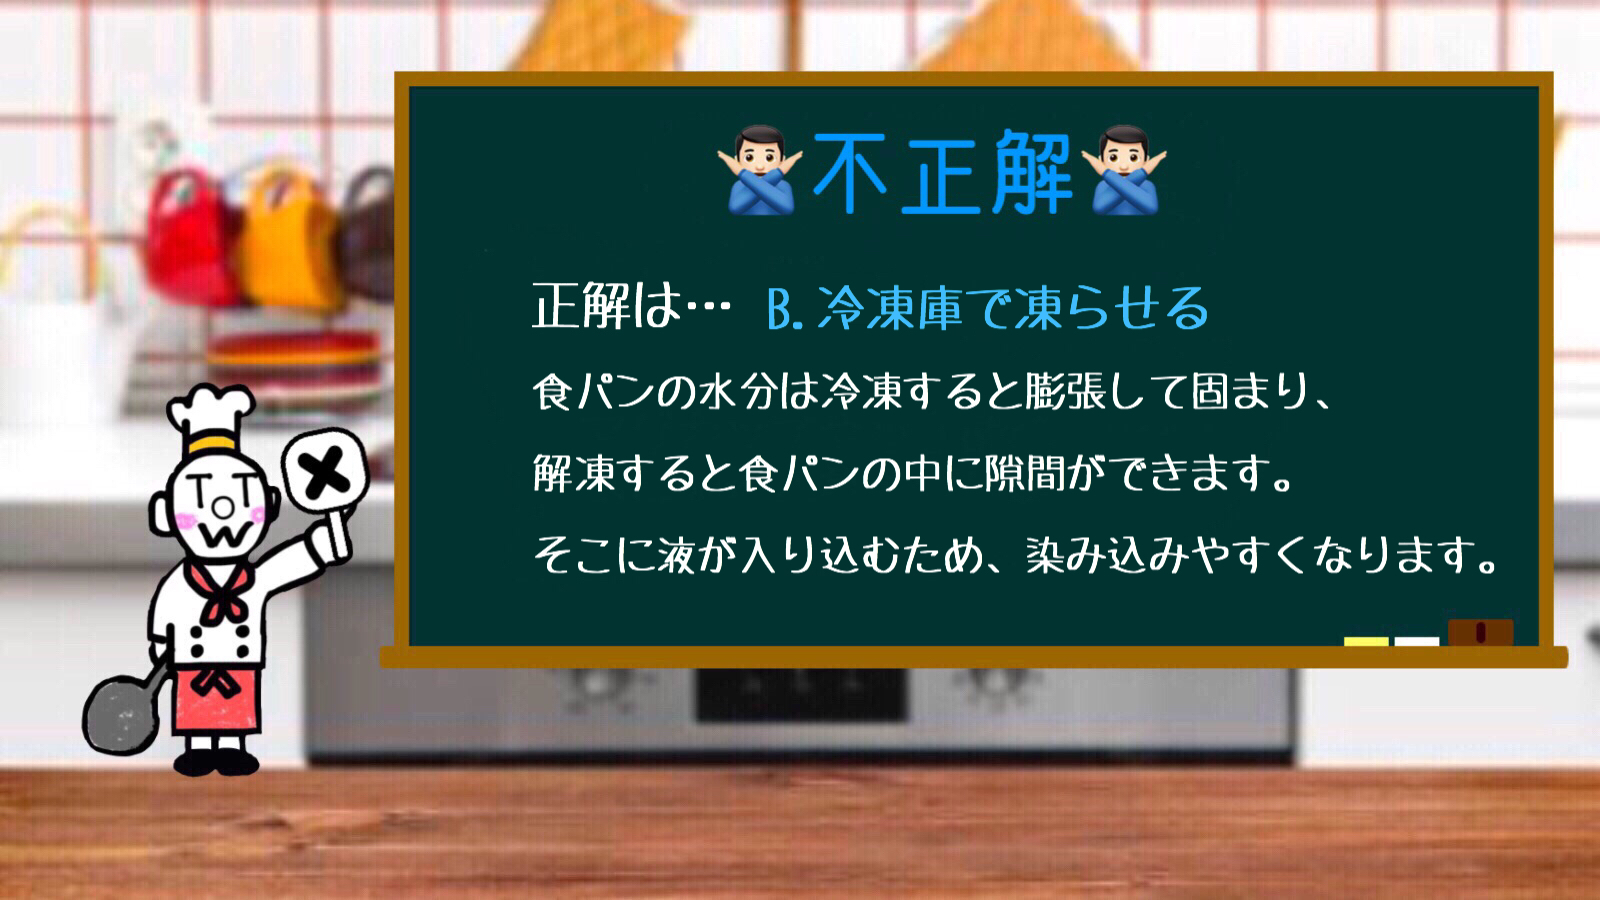 🙅🏻‍♂️不正解🙅🏻‍♂️
正解は… B. 冷凍庫で凍らせる
食パンの水分は冷凍すると膨張して固まり、
解凍すると食パンの中に隙間ができます。
そこに液が入り込むため、染み込みやすくなります。